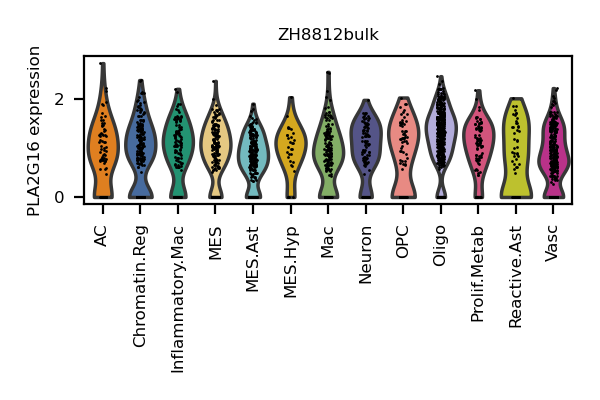 ZH8812bulk
PLA2G16 expression
2
0
AC
Chromatin.Reg
Inflammatory.Mac
MES
MES.Ast
MES.Hyp
Mac
Neuron
OPC
Oligo
Prolif.Metab
Reactive.Ast
Vasc